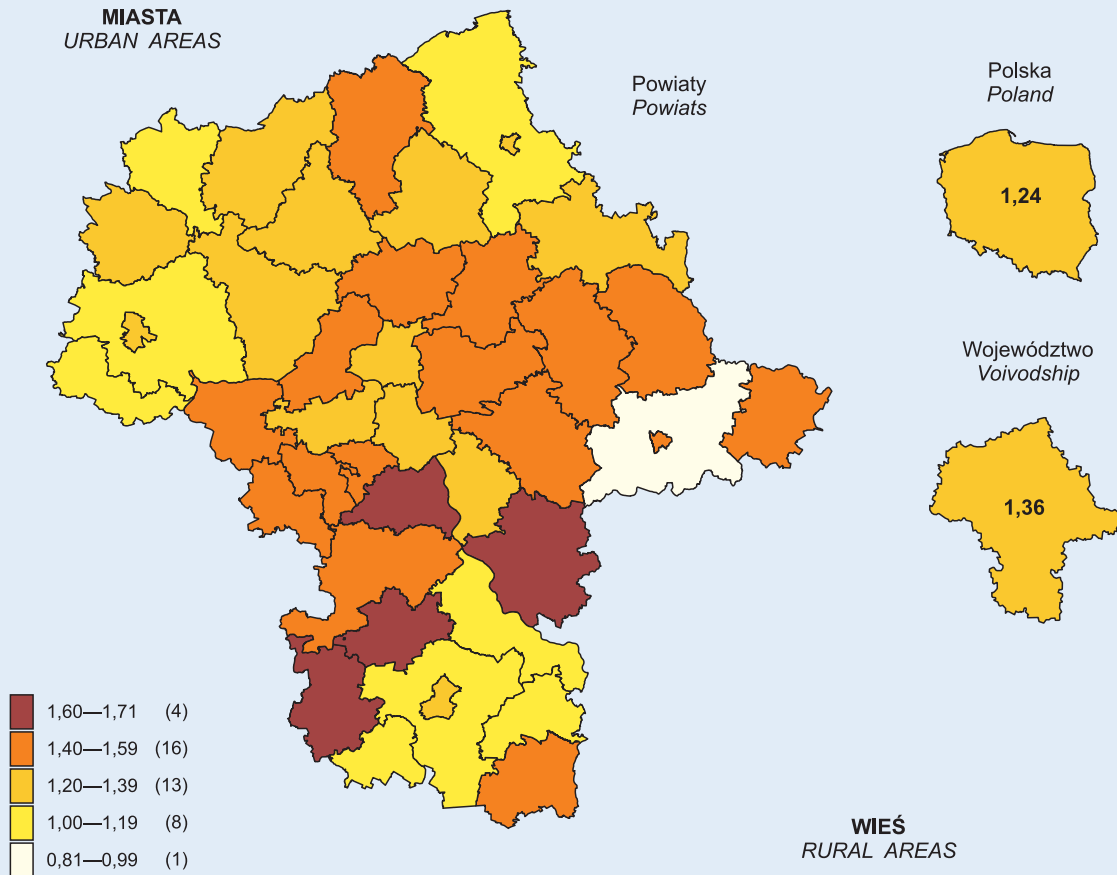 MIASTA
URBAN AREAS
Powiaty
Powiats
Polska
Poland
1,24
Województwo
Voivodship
1,36
1,60—1,71 (4)
1,40—1,59 (16)
1,20—1,39 (13)
1,00—1,19 (8)
0,81—0,99 (1)
WIEŚ
RURAL AREAS